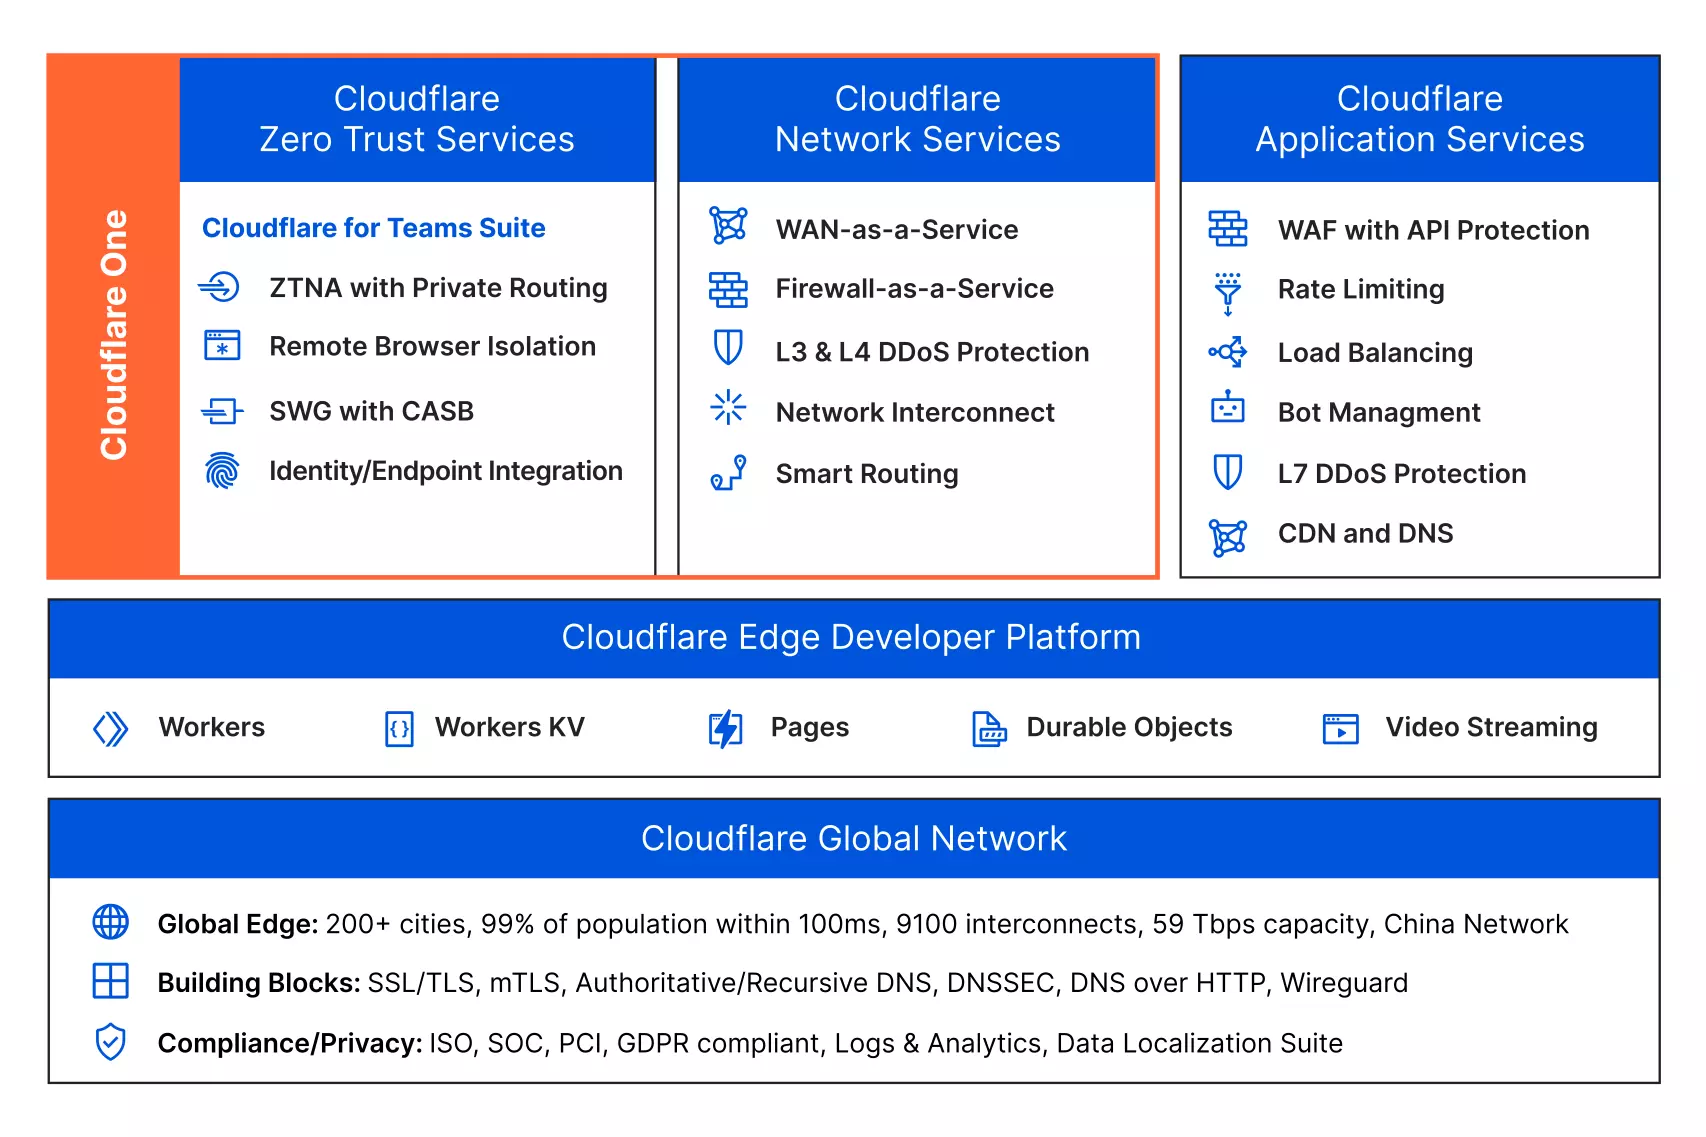 Cloudflare One
Cloudflare
Zero Trust Services
Cloudflare for Teams Suite
ZTNA with Private Routing
Remote Browser Isolation
SWG with CASB
Identity/Endpoint Integration
Cloudflare
Network Services
WAN-as-a-Service
Firewall-as-a-Service
L3 & L4 DDoS Protection
Network Interconnect
Smart Routing
Cloudflare
Application Services
WAF with API Protection
Rate Limiting
Load Balancing
Bot Managment
L7 DDoS Protection
CDN and DNS
Cloudflare Edge Developer Platform
Workers
Workers KV
Pages
Durable Objects
Video Streaming
Cloudflare Global Network
Global Edge: 200+ cities, 99% of population within 100ms, 9100 interconnects, 59 Tbps capacity, China Network
Building Blocks: SSL/TLS, mTLS, Authoritative/Recursive DNS, DNSSEC, DNS over HTTP, Wireguard
Compliance/Privacy: ISO, SOC, PCI, GDPR compliant, Logs & Analytics, Data Localization Suite